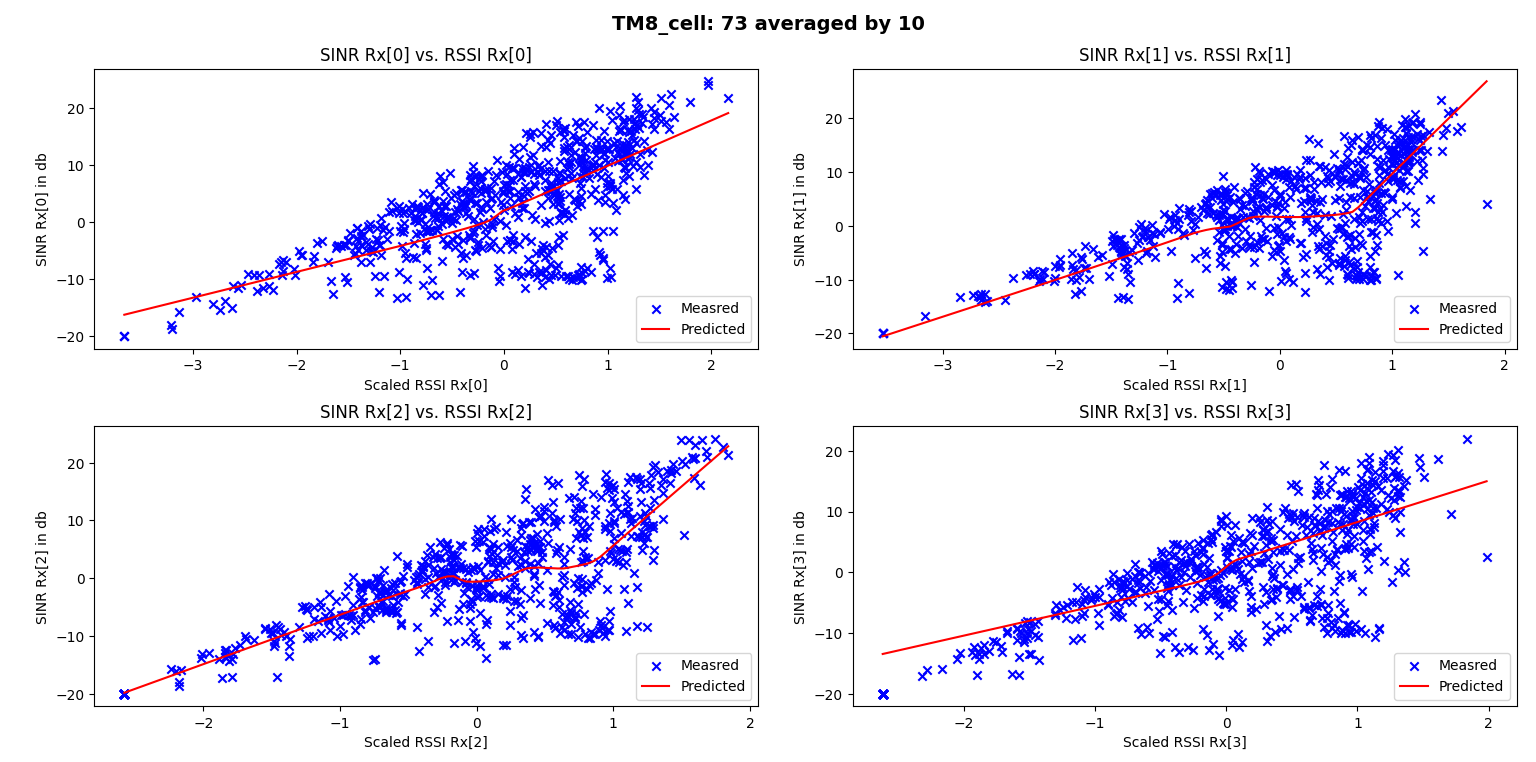 TM8_cell: 73 averaged by 10
SINR Rx[0] vs. RSSI Rx[0]
SINR Rx[0] in db
20
10
0
−10
−20
−3
−2
−1
0
1
2
Scaled RSSI Rx[0]
Measred
Predicted
SINR Rx[1] vs. RSSI Rx[1]
SINR Rx[1] in db
20
10
0
−10
−20
−3
−2
−1
0
1
2
Scaled RSSI Rx[1]
Measred
Predicted
SINR Rx[2] vs. RSSI Rx[2]
SINR Rx[2] in db
20
10
0
−10
−20
−2
−1
0
1
2
Scaled RSSI Rx[2]
Measred
Predicted
SINR Rx[3] vs. RSSI Rx[3]
SINR Rx[3] in db
20
10
0
−10
−20
−2
−1
0
1
2
Scaled RSSI Rx[3]
Measred
Predicted